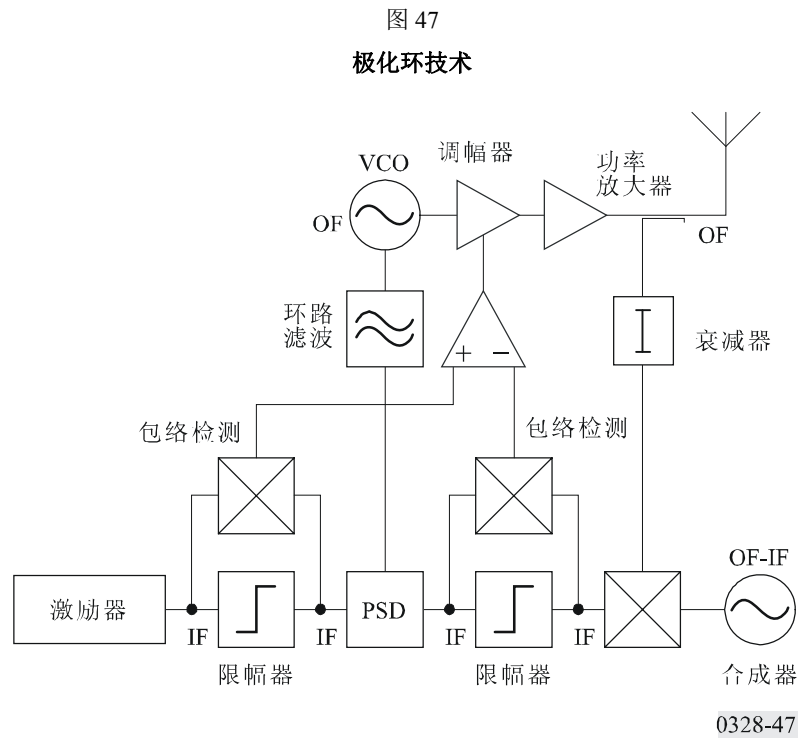 图 47
极化环技术
VCO
调幅器
功率
放大器
OF
OF
环路
滤波
+ −
衰减器
包络检测
包络检测
OF-IF
激励器
PSD
IF
IF
IF
IF
限幅器
限幅器
合成器
0328-47